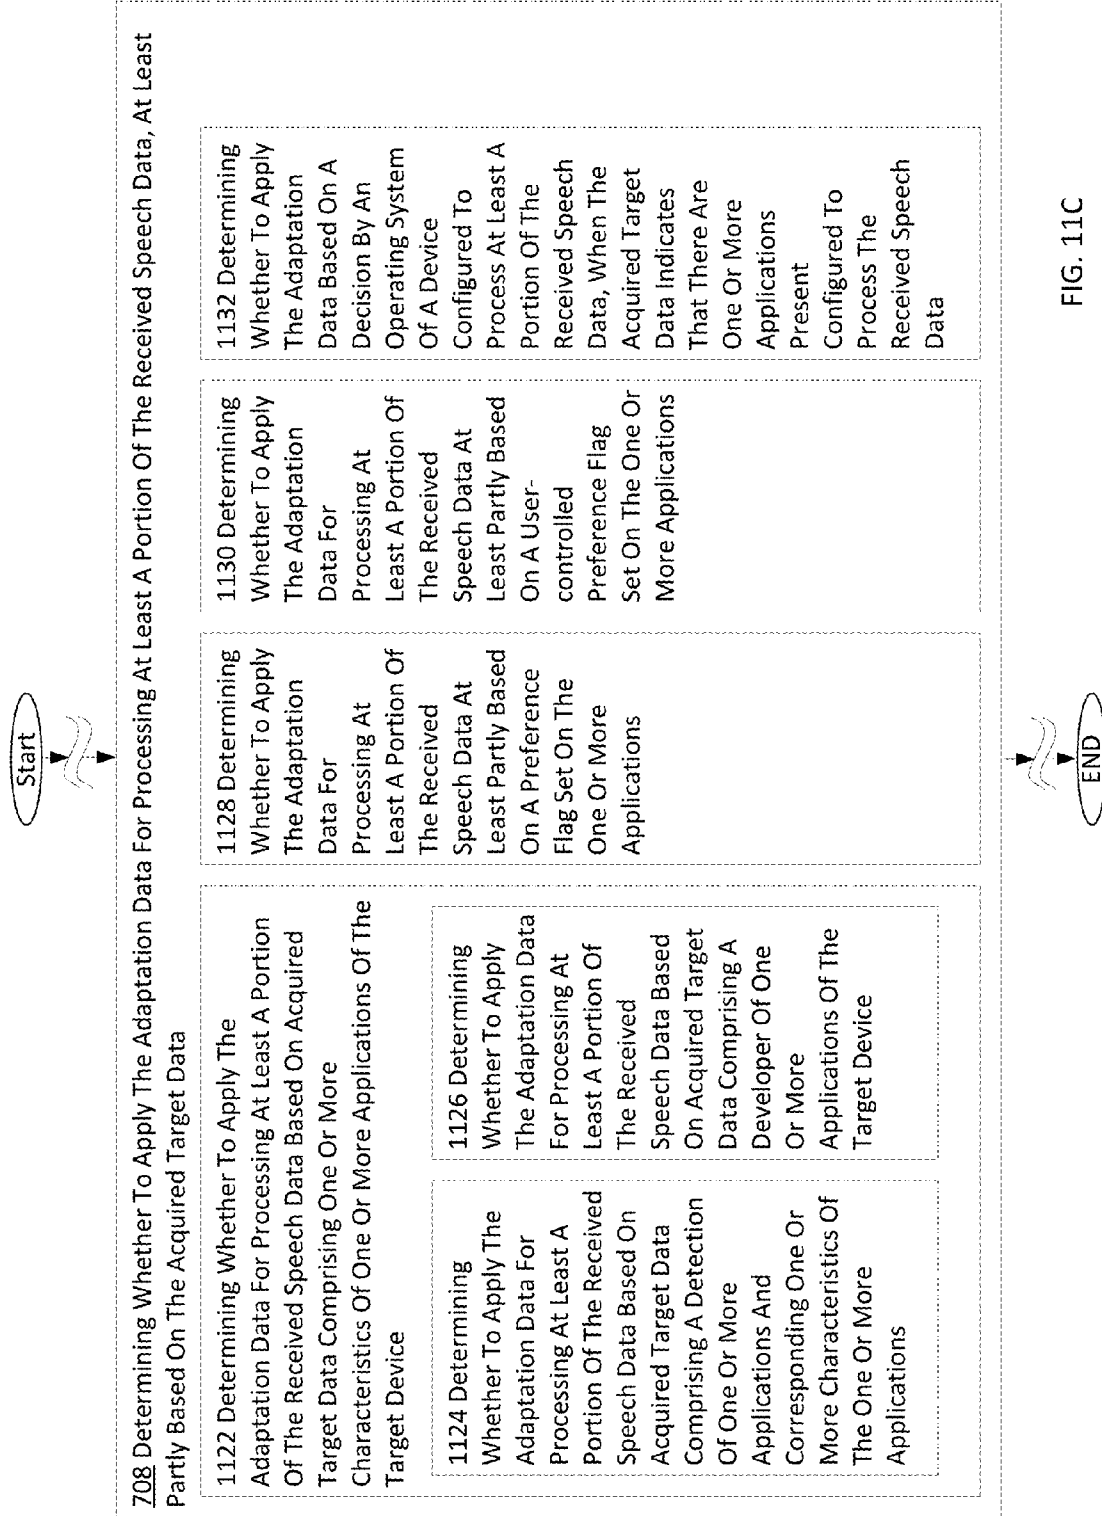 Start
708 Determining Whether To Apply The Adaptation Data For Processing At Least A Portion Of The Received Speech Data, At Least
Partly Based On The Acquired Target Data
1122 Determining Whether To Apply The
Adaptation Data For Processing At Least A Portion
Of The Received Speech Data Based On Acquired
Target Data Comprising One Or More
Characteristics Of One Or More Applications Of The
Target Device
1124 Determining
Whether To Apply The
Adaptation Data For
Processing At Least A
Portion Of The Received
Speech Data Based On
Acquired Target Data
Comprising A Detection
Of One Or More
Applications And
Corresponding One Or
More Characteristics Of
The One Or More
Applications
1126 Determining
Whether To Apply
The Adaptation Data
For Processing At
Least A Portion Of
The Received
Speech Data Based
On Acquired Target
Data Comprising A
Developer Of One
Or More
Applications Of The
Target Device
1128 Determining
Whether To Apply
The Adaptation
Data For
Processing At
Least A Portion Of
The Received
Speech Data At
Least Partly Based
On A Preference
Flag Set On The
One Or More
Applications
1130 Determining
Whether To Apply
The Adaptation
Data For
Processing At
Least A Portion Of
The Received
Speech Data At
Least Partly Based
On A User-
controlled
Preference Flag
Set On The One Or
More Applications
1132 Determining
Whether To Apply
The Adaptation
Data Based On A
Decision By An
Operating System
Of A Device
Configured To
Process At Least A
Portion Of The
Received Speech
Data, When The
Acquired Target
Data Indicates
That There Are
One Or More
Applications
Present
Configured To
Process The
Received Speech
Data
END
FIG. 11C